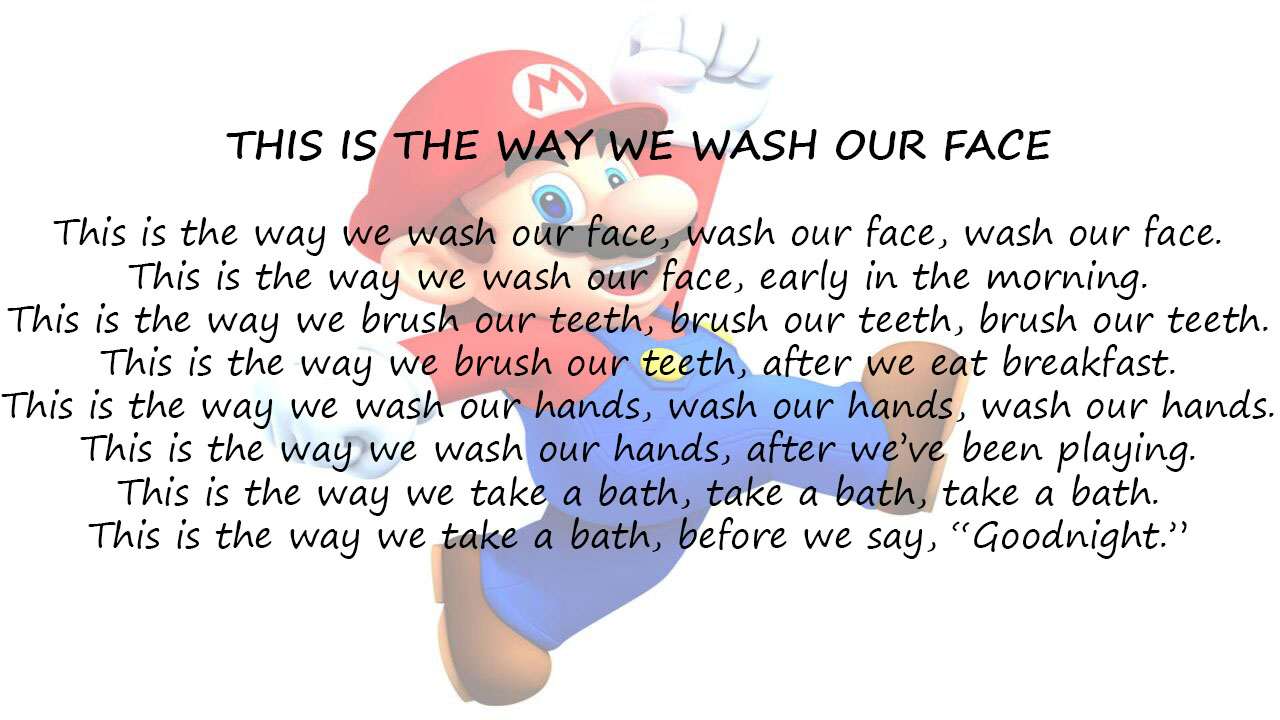 M
THIS IS THE WAY WE WASH OUR FACE
This is the way we wash our face, wash our face, wash our face.
This is the way we wash our face, early in the morning.
This is the way we brush our teeth, brush our teeth, brush our teeth.
This is the way we brush our teeth, after we eat breakfast.
This is the way we wash our hands, wash our hands, wash our hands.
This is the way we wash our hands, after we’ve been playing.
This is the way we take a bath, take a bath, take a bath.
This is the way we take a bath, before we say, “Goodnight.”